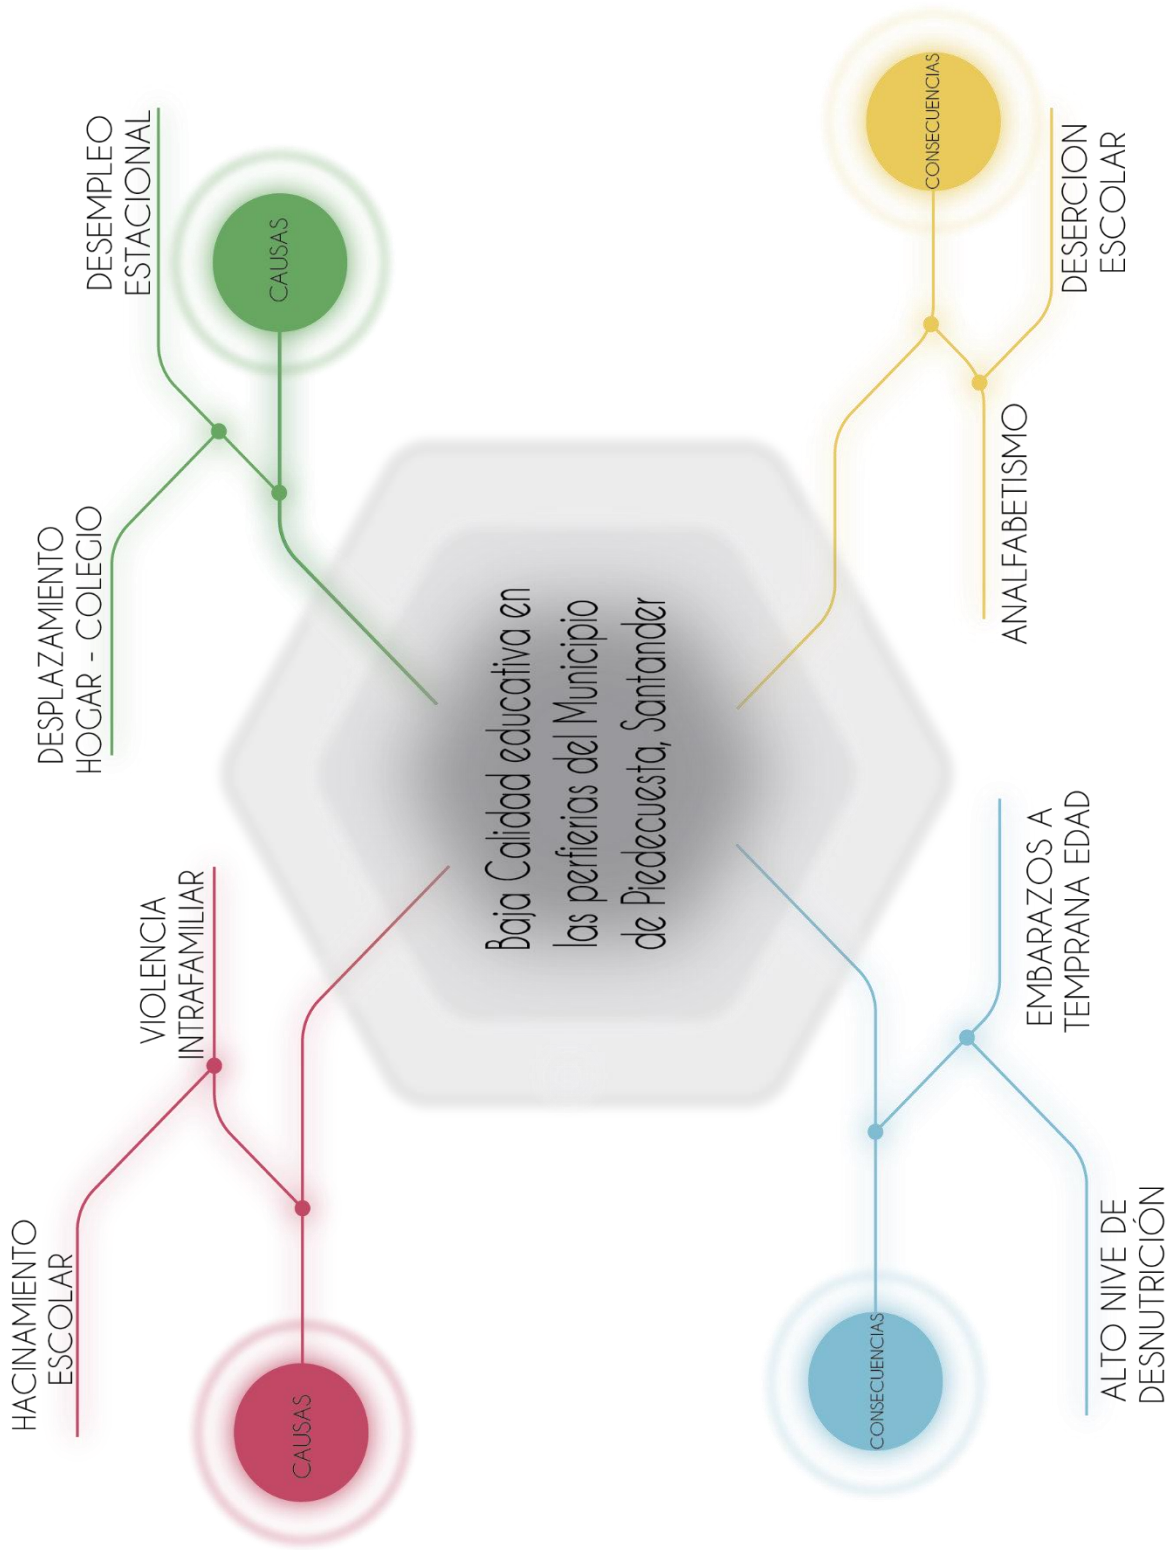 HACINAMIENTO
ESCOLAR
VIOLENCIA
INTRAFAMILIAR
CAUSAS
DESPLAZAMIENTO
HOGAR - COLEGIO
DESEMPLEO
ESTACIONAL
CAUSAS
Baja Calidad educativa en
las perfierias del Municipio
de Piedecuesta, Santander
CONSECUENCIAS
EMBARAZOS A
TEMPRANA EDAD
ALTO NIVE DE
DESNUTRICIÓN
CONSECUENCIAS
ANALFABETISMO
DESERCION
ESCOLAR